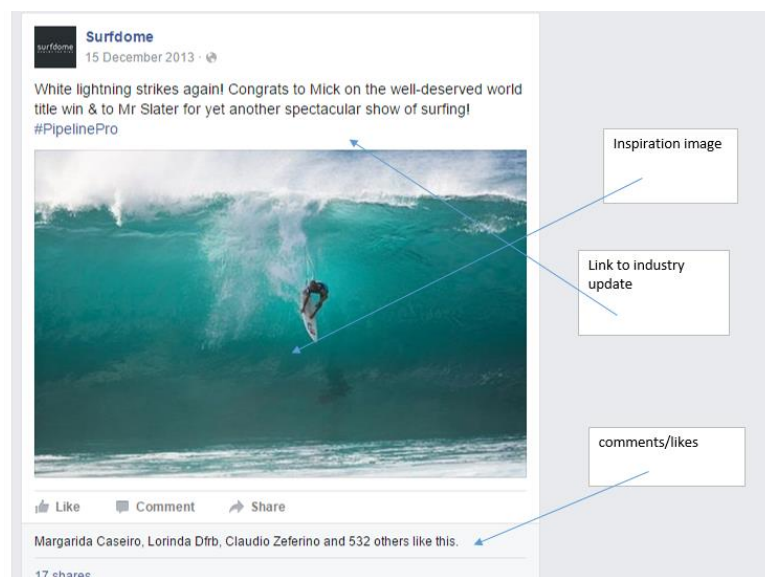 surfdome
Surfdome
15 December 2013 ·
White lightning strikes again! Congrats to Mick on the well-deserved world
title win & to Mr Slater for yet another spectacular show of surfing!
#PipelinePro
Inspiration image
Link to industry
update
comments/likes
Like Comment Share
Margarida Caseiro, Lorinda Dfrb, Claudio Zeferino and 532 others like this.
17 shares